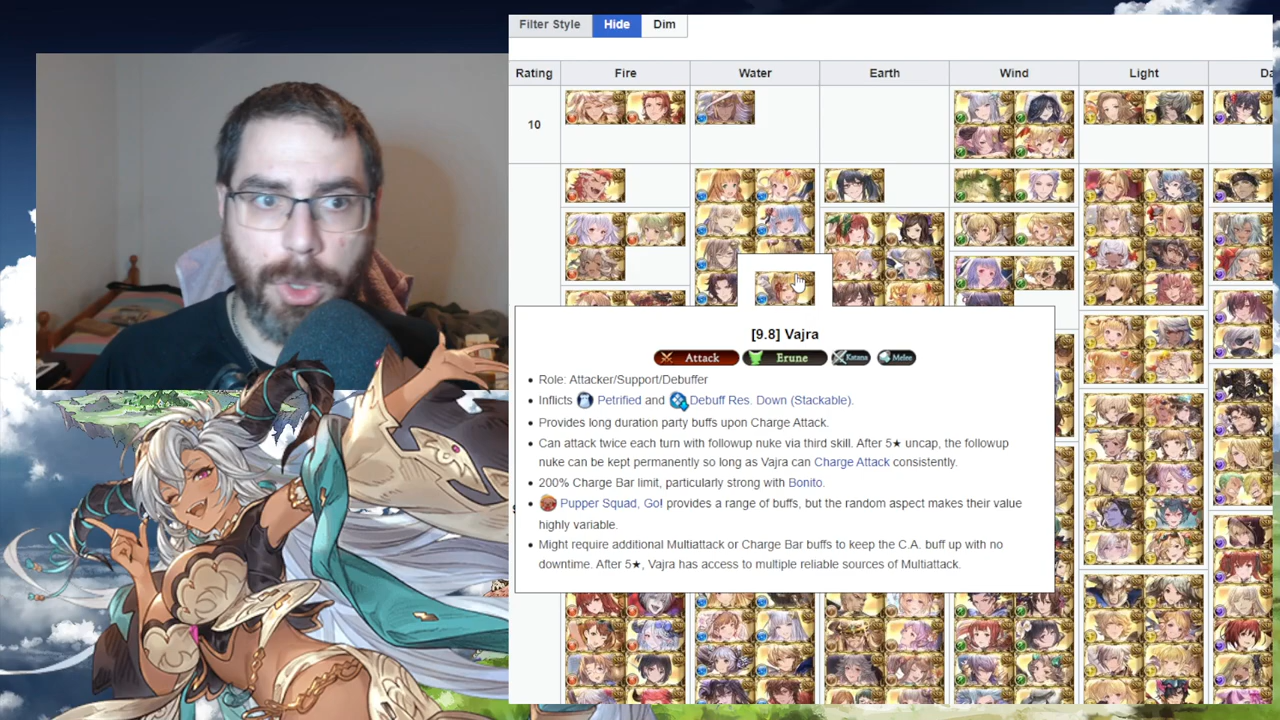 Filter Style Hide Dim
Rating Fire Water Earth Wind Light Da
10
[9.8] Vajra
Attack Erune Katana Melee
Role: Attacker/Support/Debuffer
Inflicts Petrified and Debuff Res. Down (Stackable).
Provides long duration party buffs upon Charge Attack.
Can attack twice each turn with followup nuke via third skill. After 5★ uncap, the followup
nuke can be kept permanently so long as Vajra can Charge Attack consistently.
200% Charge Bar limit, particularly strong with Bonito.
Pupper Squad, Go! provides a range of buffs, but the random aspect makes their value
highly variable.
Might require additional Multiattack or Charge Bar buffs to keep the C.A. buff up with no
downtime. After 5★, Vajra has access to multiple reliable sources of Multiattack.